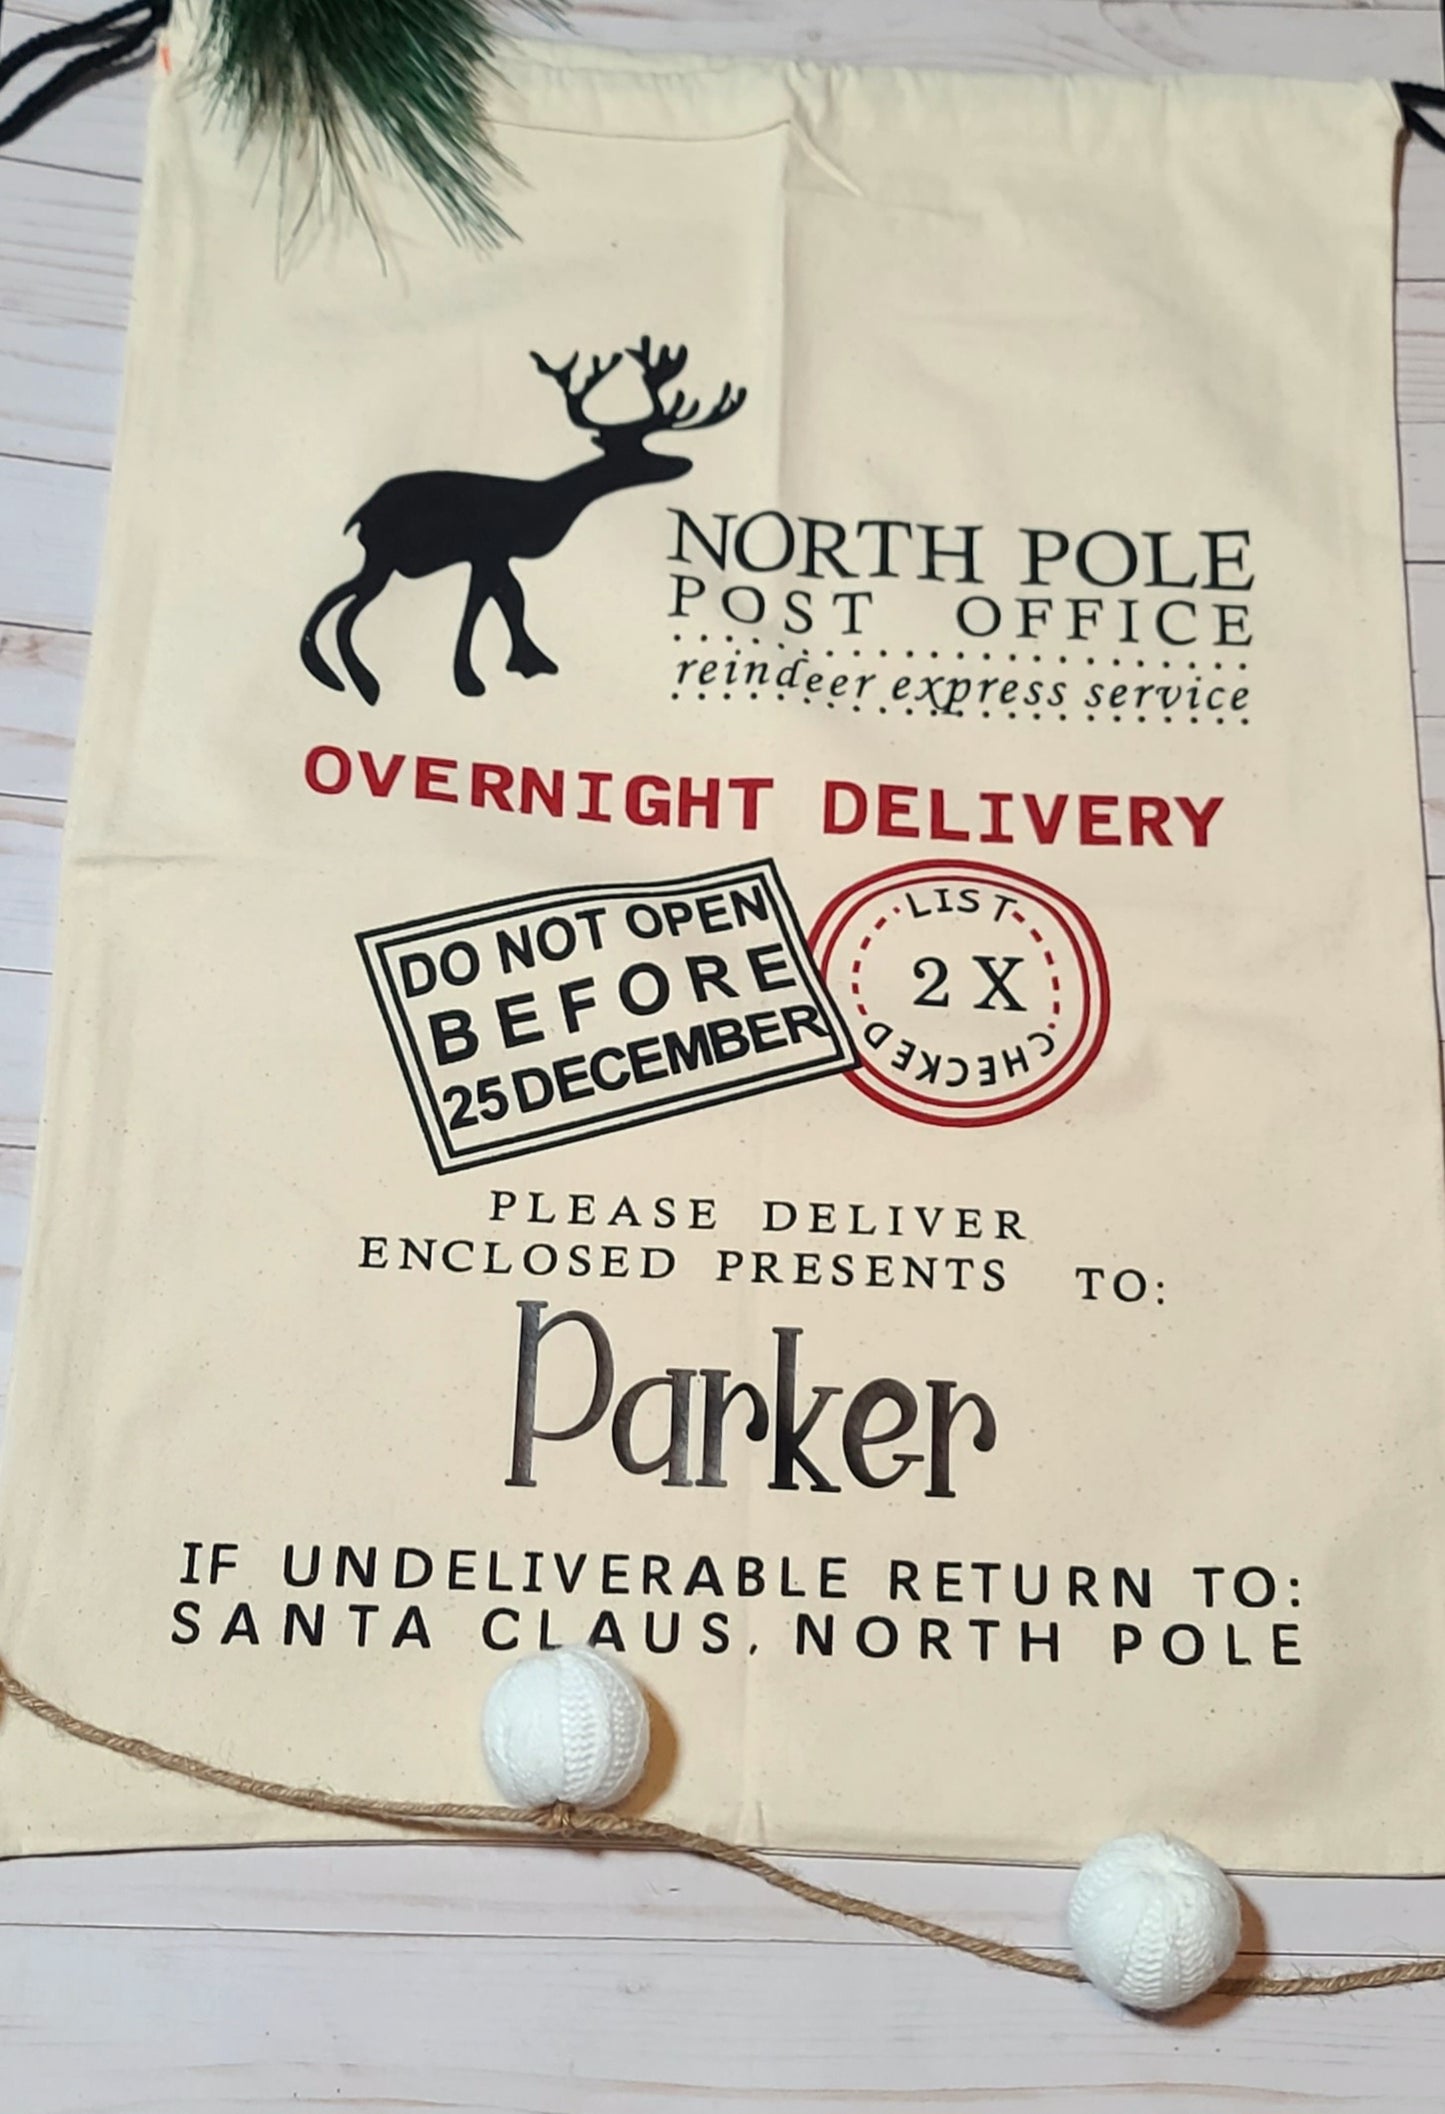 NORTH POLE
POST OFFICE
reindeer express service
OVERNIGHT DELIVERY
DO NOT OPEN
BEFORE
25 DECEMBER
LIST
2 X
CHECKED
PLEASE DELIVER
ENCLOSED PRESENTS TO:
Parker
IF UNDELIVERABLE RETURN TO:
SANTA CLAUS, NORTH POLE